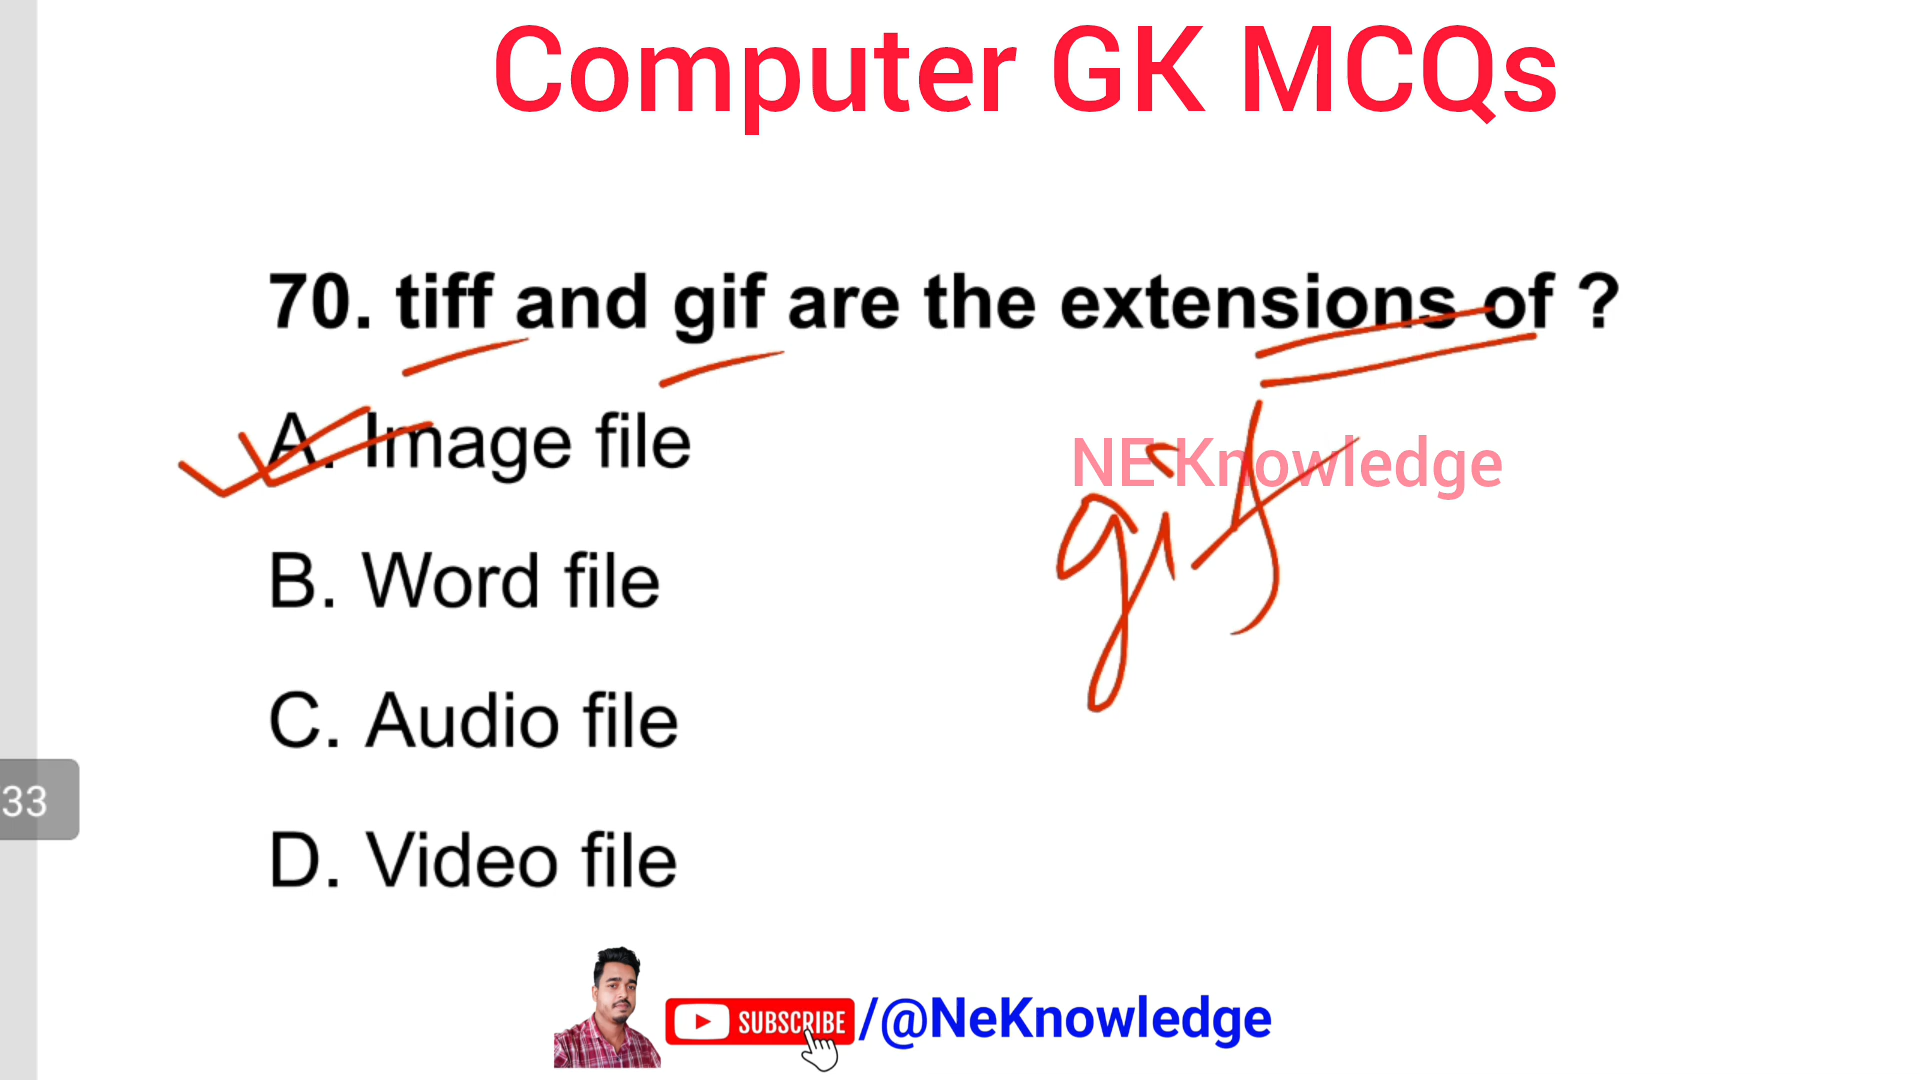 Computer GK MCQs
70. tiff and gif are the extensions of ?
A. Image file
NE Knowledge
gif
B. Word file
C. Audio file
33
D. Video file
SUBSCRIBE /@NeKnowledge